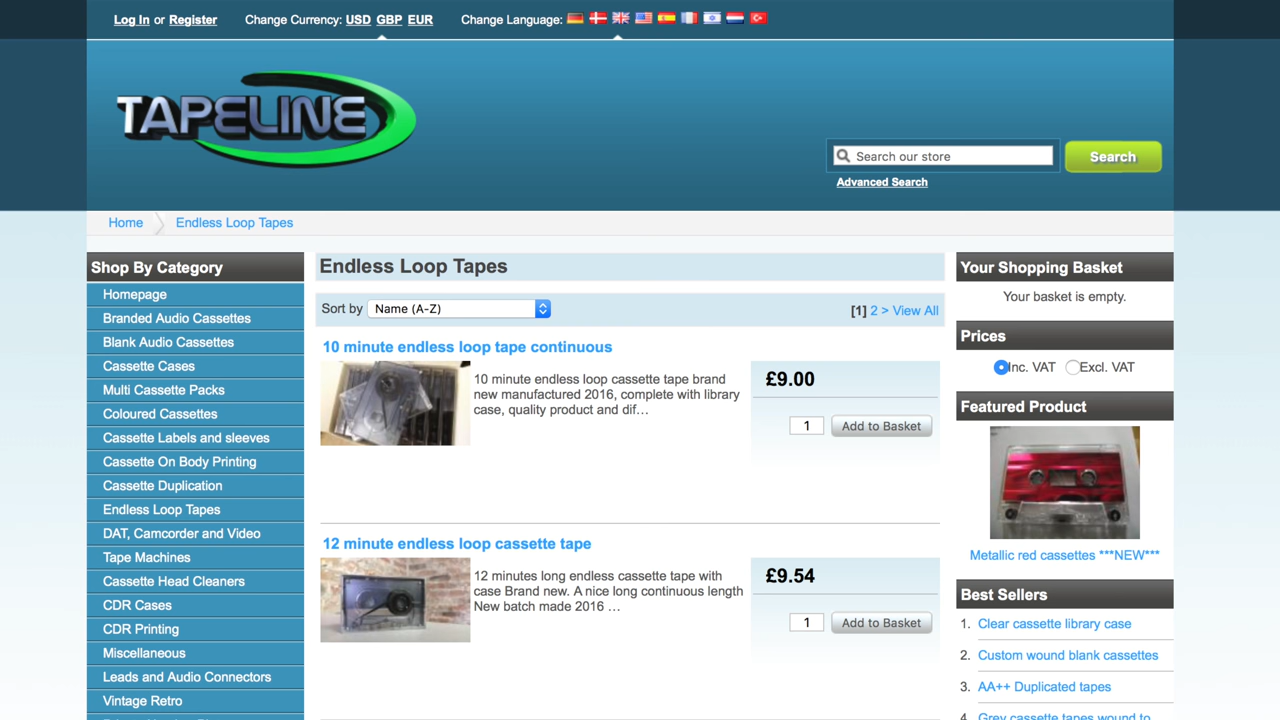 Log In or Register
Change Currency: USD GBP EUR
Change Language:
TAPELINE
Search our store
Search
Advanced Search
Home
Endless Loop Tapes
Shop By Category
Homepage
Branded Audio Cassettes
Blank Audio Cassettes
Cassette Cases
Multi Cassette Packs
Coloured Cassettes
Cassette Labels and sleeves
Cassette On Body Printing
Cassette Duplication
Endless Loop Tapes
DAT, Camcorder and Video
Tape Machines
Cassette Head Cleaners
CDR Cases
CDR Printing
Miscellaneous
Leads and Audio Connectors
Vintage Retro
Endless Loop Tapes
Sort by Name (A-Z)
[1] 2 > View All
10 minute endless loop tape continuous
10 minute endless loop cassette tape brand
new manufactured 2016, complete with library
case, quality product and dif…
£9.00
1 Add to Basket
12 minute endless loop cassette tape
12 minutes long endless cassette tape with
case Brand new. A nice long continuous length
New batch made 2016 …
£9.54
1 Add to Basket
Your Shopping Basket
Your basket is empty.
Prices
Inc. VAT Excl. VAT
Featured Product
Metallic red cassettes ***NEW***
Best Sellers
1. Clear cassette library case
2. Custom wound blank cassettes
3. AA++ Duplicated tapes
4. Grey cassette tapes wound to